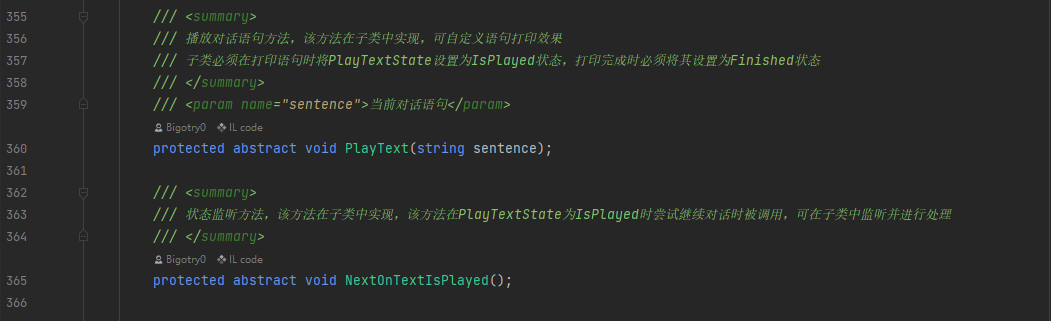 355 /// <summary>
356 /// 播放对话语句方法，该方法在子类中实现，可自定义语句打印效果
357 /// 子类必须在打印语句时将PlayTextState设置为IsPlayed状态，打印完成时必须将其设置为Finished状态
358 /// </summary>
359 /// <param name="sentence">当前对话语句</param>
Bigotry0 IL code
360 protected abstract void PlayText(string sentence);
361
362 /// <summary>
363 /// 状态监听方法，该方法在子类中实现，该方法在PlayTextState为IsPlayed时尝试继续对话时被调用，可在子类中监听并进行处理
364 /// </summary>
Bigotry0 IL code
365 protected abstract void NextOnTextIsPlayed();
366